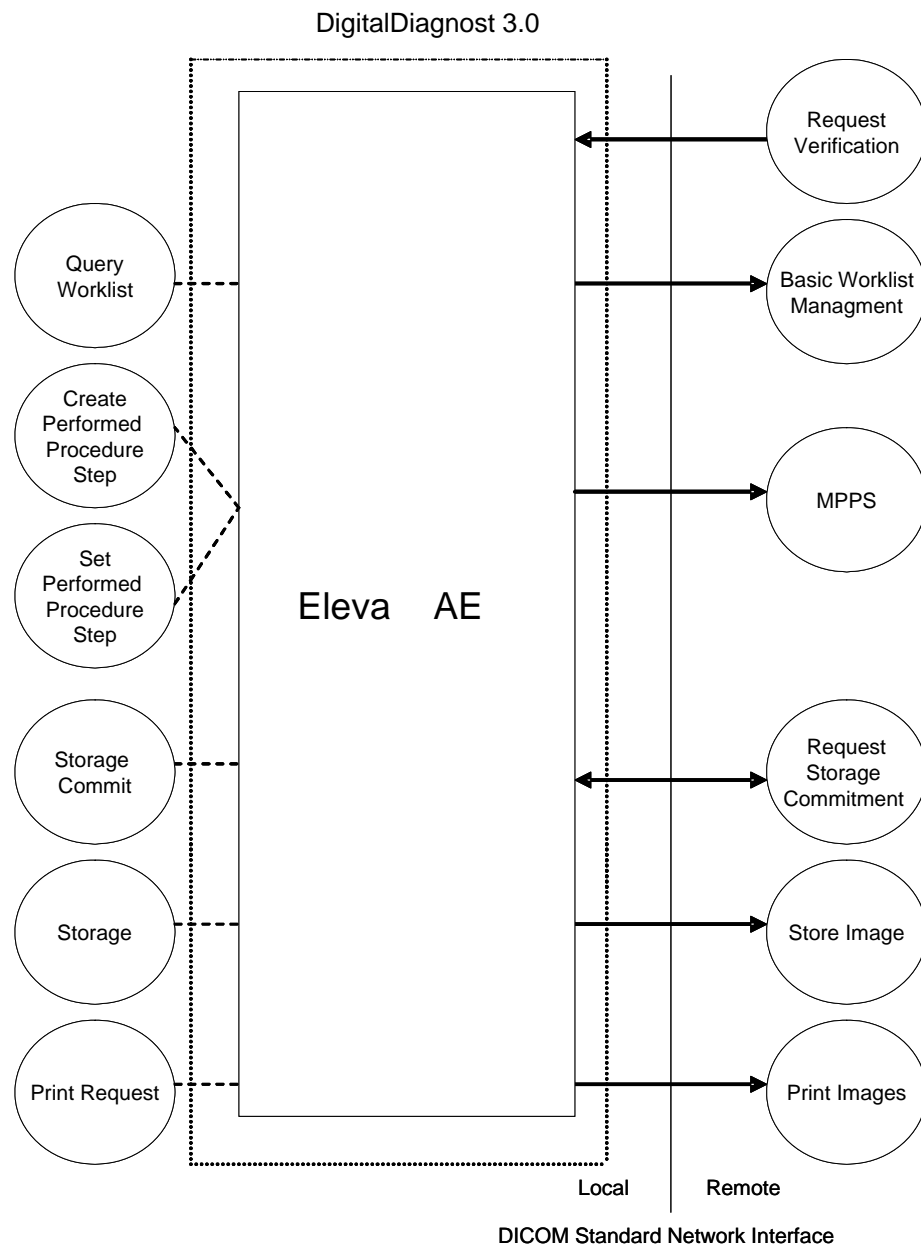 DigitalDiagnost 3.0
Request
Verification
Query
Worklist
Basic Worklist
Managment
Create
Performed
Procedure
Step
MPPS
Set
Performed
Procedure
Step
Eleva AE
Storage
Commit
Request
Storage
Commitment
Storage
Store Image
Print Request
Print Images
Local
Remote
DICOM Standard Network Interface